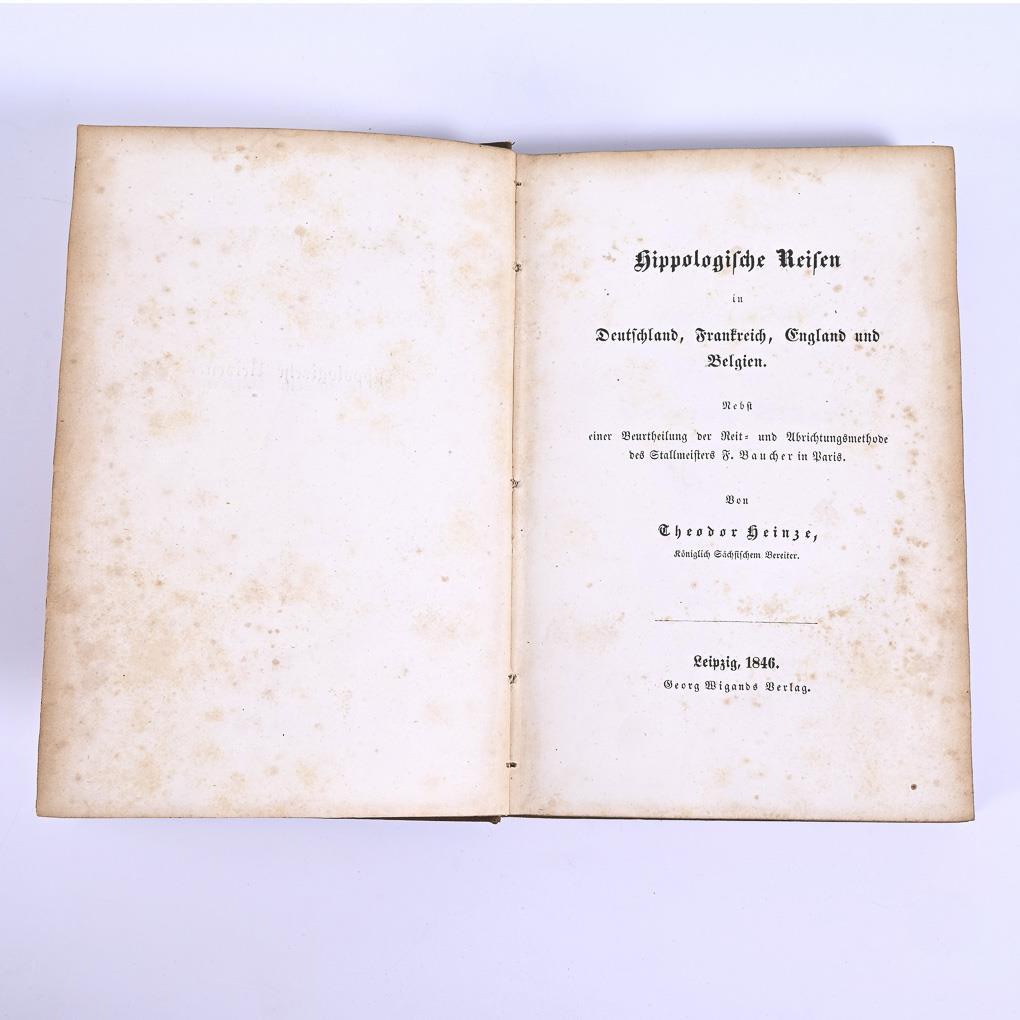 Hippologische Reisen
in
Deutschland, Frankreich, England und
Belgien.
Nebst
einer Beurtheilung der Reit- und Abrichtungsmethode
des Stallmeisters F. Baucher in Paris.
Von
Theodor Heinze,
Königlich Sächsischem Bereiter.
Leipzig, 1846.
Georg Wigands Verlag.